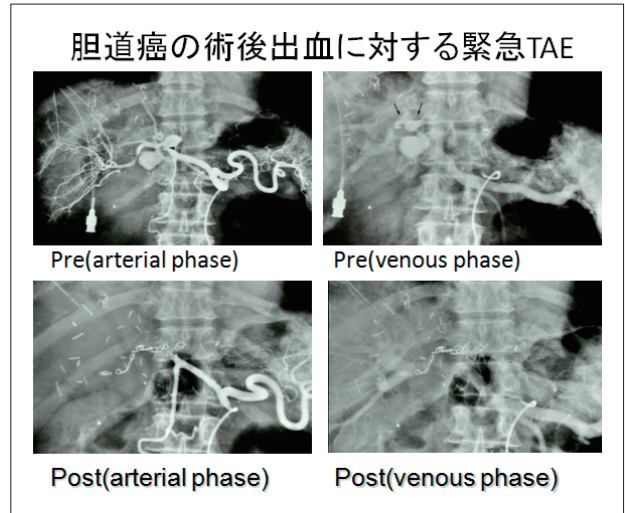 胆道癌の術後出血に対する緊急TAE
Pre(arterial phase)
Pre(venous phase)
Post(arterial phase)
Post(venous phase)